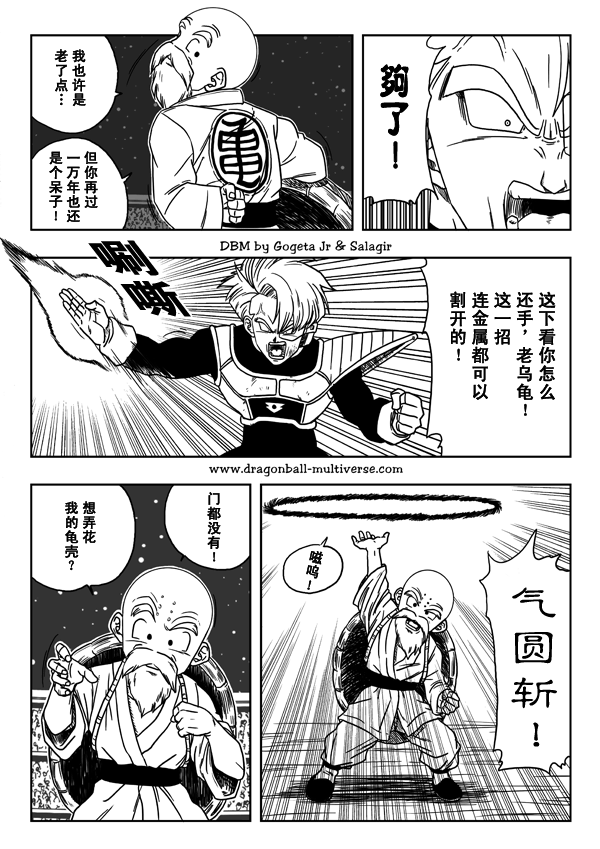 我也许是
老了点…
但你再过
一万年也还
是个呆子！
亀
夠了！
DBM by Gogeta Jr & Salagir
唰
嘶
这下看你怎么
还手，老乌龟！
这一招
连金属都可以
割开的！
www.dragonball-multiverse.com
想弄花
我的龟壳？
门都没有！
嗞呜！
气圆斩！